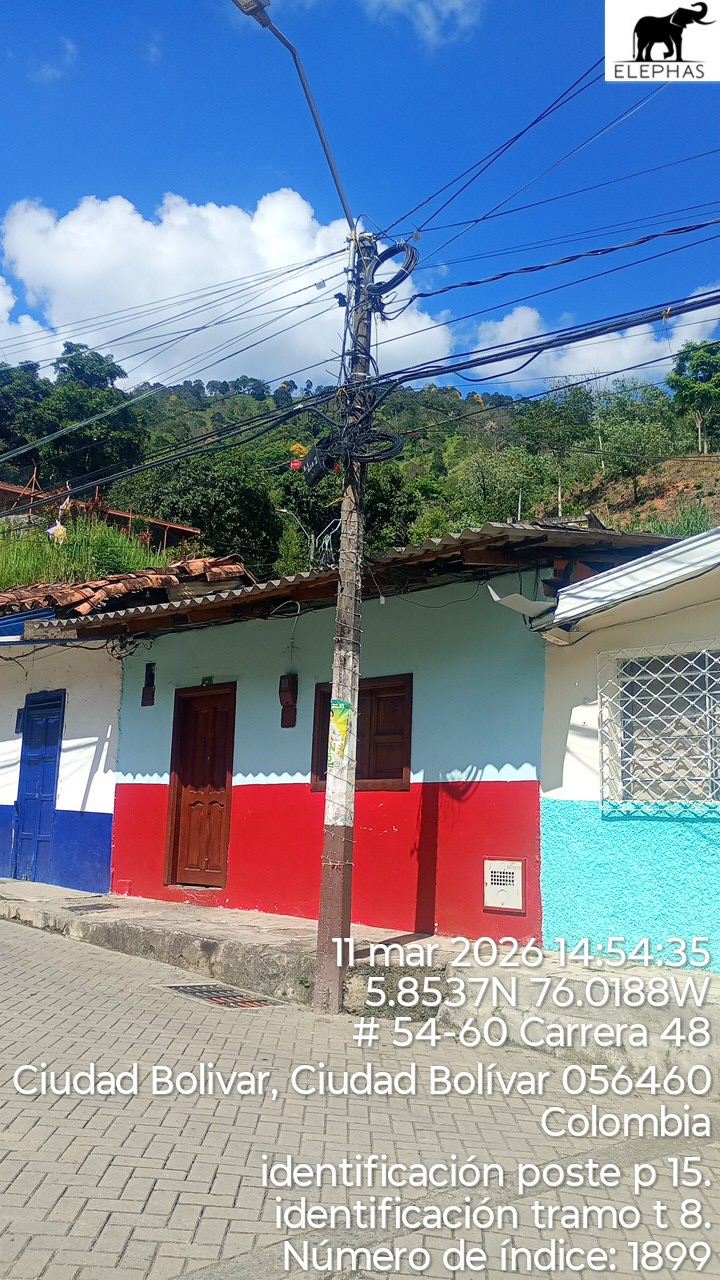 ELEPHAS
11 mar 2026 14:54:35
5.8537N 76.0188W
# 54-60 Carrera 48
Ciudad Bolivar, Ciudad Bolívar 056460
Colombia
identificación poste p 15.
identificación tramo t 8.
Número de índice: 1899